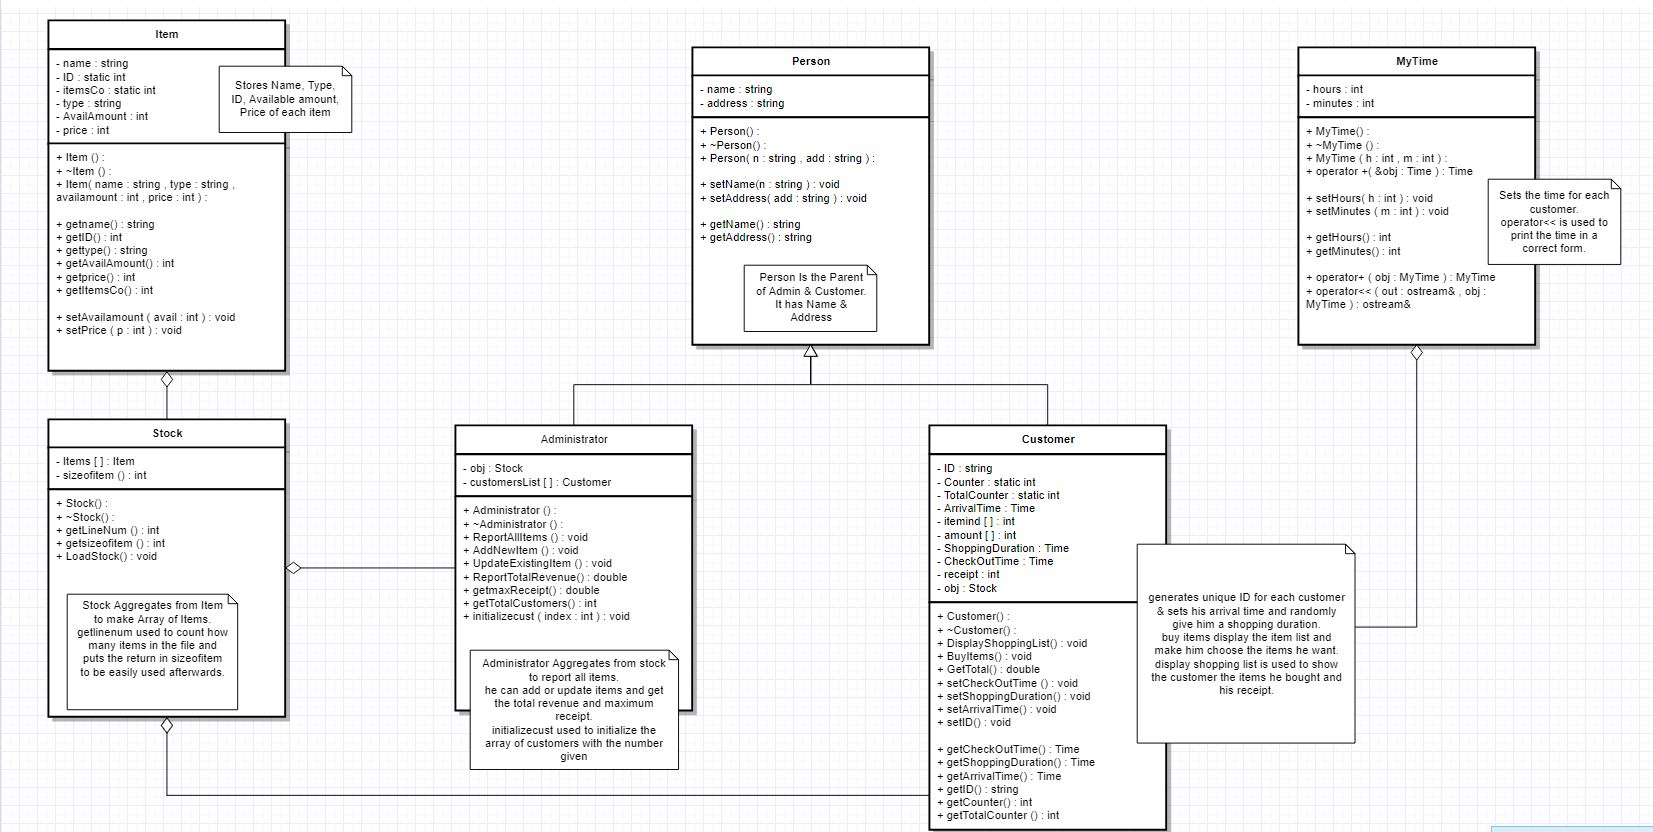 Item
- name : string
- ID : static int
- itemsCo : static int
- type : string
- AvailAmount : int
- price : int
+ Item () :
+ ~Item () :
+ Item( name : string , type : string ,
availamount : int , price : int ) :
+ getname() : string
+ getID() : int
+ gettype() : string
+ getAvailAmount() : int
+ getprice() : int
+ getItemsCo() : int
+ setAvailamount ( avail : int ) : void
+ setPrice ( p : int ) : void
Stores Name, Type,
ID, Available amount,
Price of each item
Person
- name : string
- address : string
+ Person() :
+ ~Person() :
+ Person( n : string , add : string ) :
+ setName(n : string ) : void
+ setAddress( add : string ) : void
+ getName() : string
+ getAddress() : string
Person Is the Parent
of Admin & Customer.
It has Name &
Address
MyTime
- hours : int
- minutes : int
+ MyTime() :
+ ~MyTime () :
+ MyTime ( h : int , m : int ) :
+ operator +( &obj : Time ) : Time
+ setHours( h : int ) : void
+ setMinutes ( m : int ) : void
+ getHours() : int
+ getMinutes() : int
+ operator+ ( obj : MyTime ) : MyTime
+ operator<< ( out : ostream& , obj :
MyTime ) : ostream&
Sets the time for each
customer.
operator<< is used to
print the time in a
correct form.
Stock
- Items [ ] : Item
- sizeofitem () : int
+ Stock() :
+ ~Stock() :
+ getLineNum () : int
+ getsizeofitem () : int
+ LoadStock() : void
Stock Aggregates from Item
to make Array of Items.
getlinenum used to count how
many items in the file and
puts the return in sizeofitem
to be easily used afterwards.
Administrator
- obj : Stock
- customersList [ ] : Customer
+ Administrator () :
+ ~Administrator () :
+ ReportAllItems () : void
+ AddNewItem () : void
+ UpdateExistingItem () : void
+ ReportTotalRevenue() : double
+ getmaxReceipt() : double
+ getTotalCustomers() : int
+ initializecust ( index : int ) : void
Administrator Aggregates from stock
to report all items.
he can add or update items and get
the total revenue and maximum
receipt.
initializecust used to initialize the
array of customers with the number
given
Customer
- ID : string
- Counter : static int
- TotalCounter : static int
- ArrivalTime : Time
- itemind [ ] : int
- amount [ ] : int
- ShoppingDuration : Time
- CheckOutTime : Time
- receipt : int
- obj : Stock
+ Customer() :
+ ~Customer() :
+ DisplayShoppingList() : void
+ BuyItems() : void
+ GetTotal() : double
+ setCheckOutTime () : void
+ setShoppingDuration() : void
+ setArrivalTime() : void
+ setID() : void
+ getCheckOutTime() : Time
+ getShoppingDuration() : Time
+ getArrivalTime() : Time
+ getID() : string
+ getCounter() : int
+ getTotalCounter () : int
generates unique ID for each customer
& sets his arrival time and randomly
give him a shopping duration.
buy items display the item list and
make him choose the items he want.
display shopping list is used to show
the customer the items he bought and
his receipt.